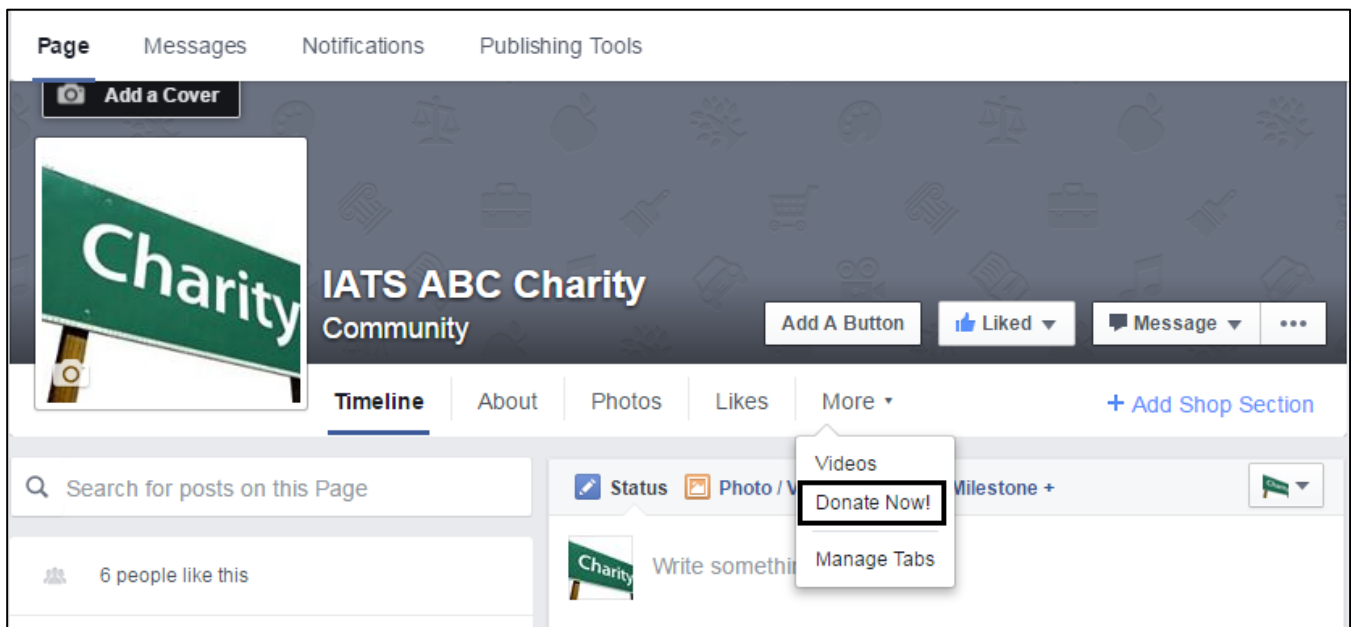 Page Messages Notifications Publishing Tools
Add a Cover
Charity
IATS ABC Charity
Community
Add A Button Liked Message
Timeline About Photos Likes More + Add Shop Section
Videos
Donate Now!
Manage Tabs
Search for posts on this Page
Status Photo / V Milestone +
Charity
Write somethin
6 people like this